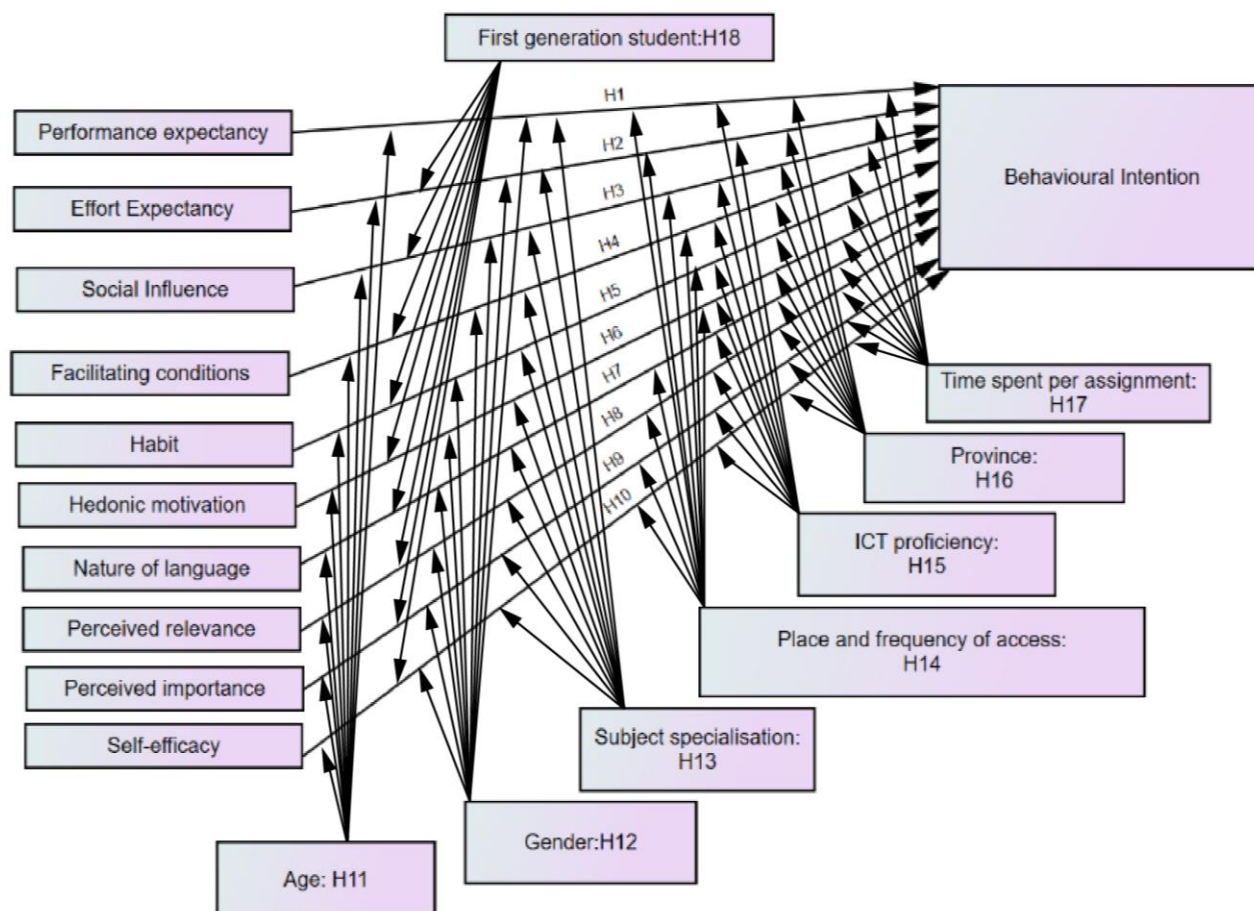 First generation student:H18
H1
Performance expectancy
H2
Effort Expectancy
H3
Behavioural Intention
Social Influence
H4
Facilitating conditions
H5
Habit
H6
Hedonic motivation
H7
Nature of language
H8
Perceived relevance
H9
Perceived importance
H10
Self-efficacy
Time spent per assignment:
H17
Province:
H16
ICT proficiency:
H15
Place and frequency of access:
H14
Subject specialisation:
H13
Gender:H12
Age: H11